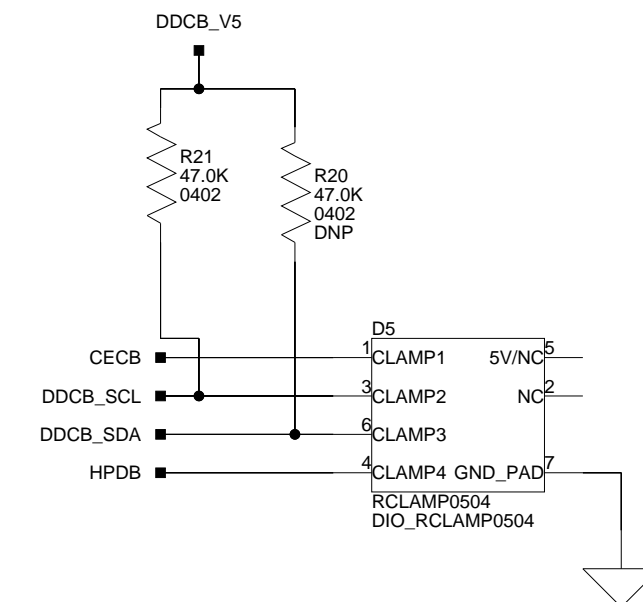 DDCB_V5
R21
47.0K
0402
R20
47.0K
0402
DNP
D5
CECB 1 CLAMP1 5V/NC 5
DDCB_SCL 3 CLAMP2 NC 2
DDCB_SDA 6 CLAMP3
HPDB 4 CLAMP4 GND_PAD 7
RCLAMP0504
DIO_RCLAMP0504